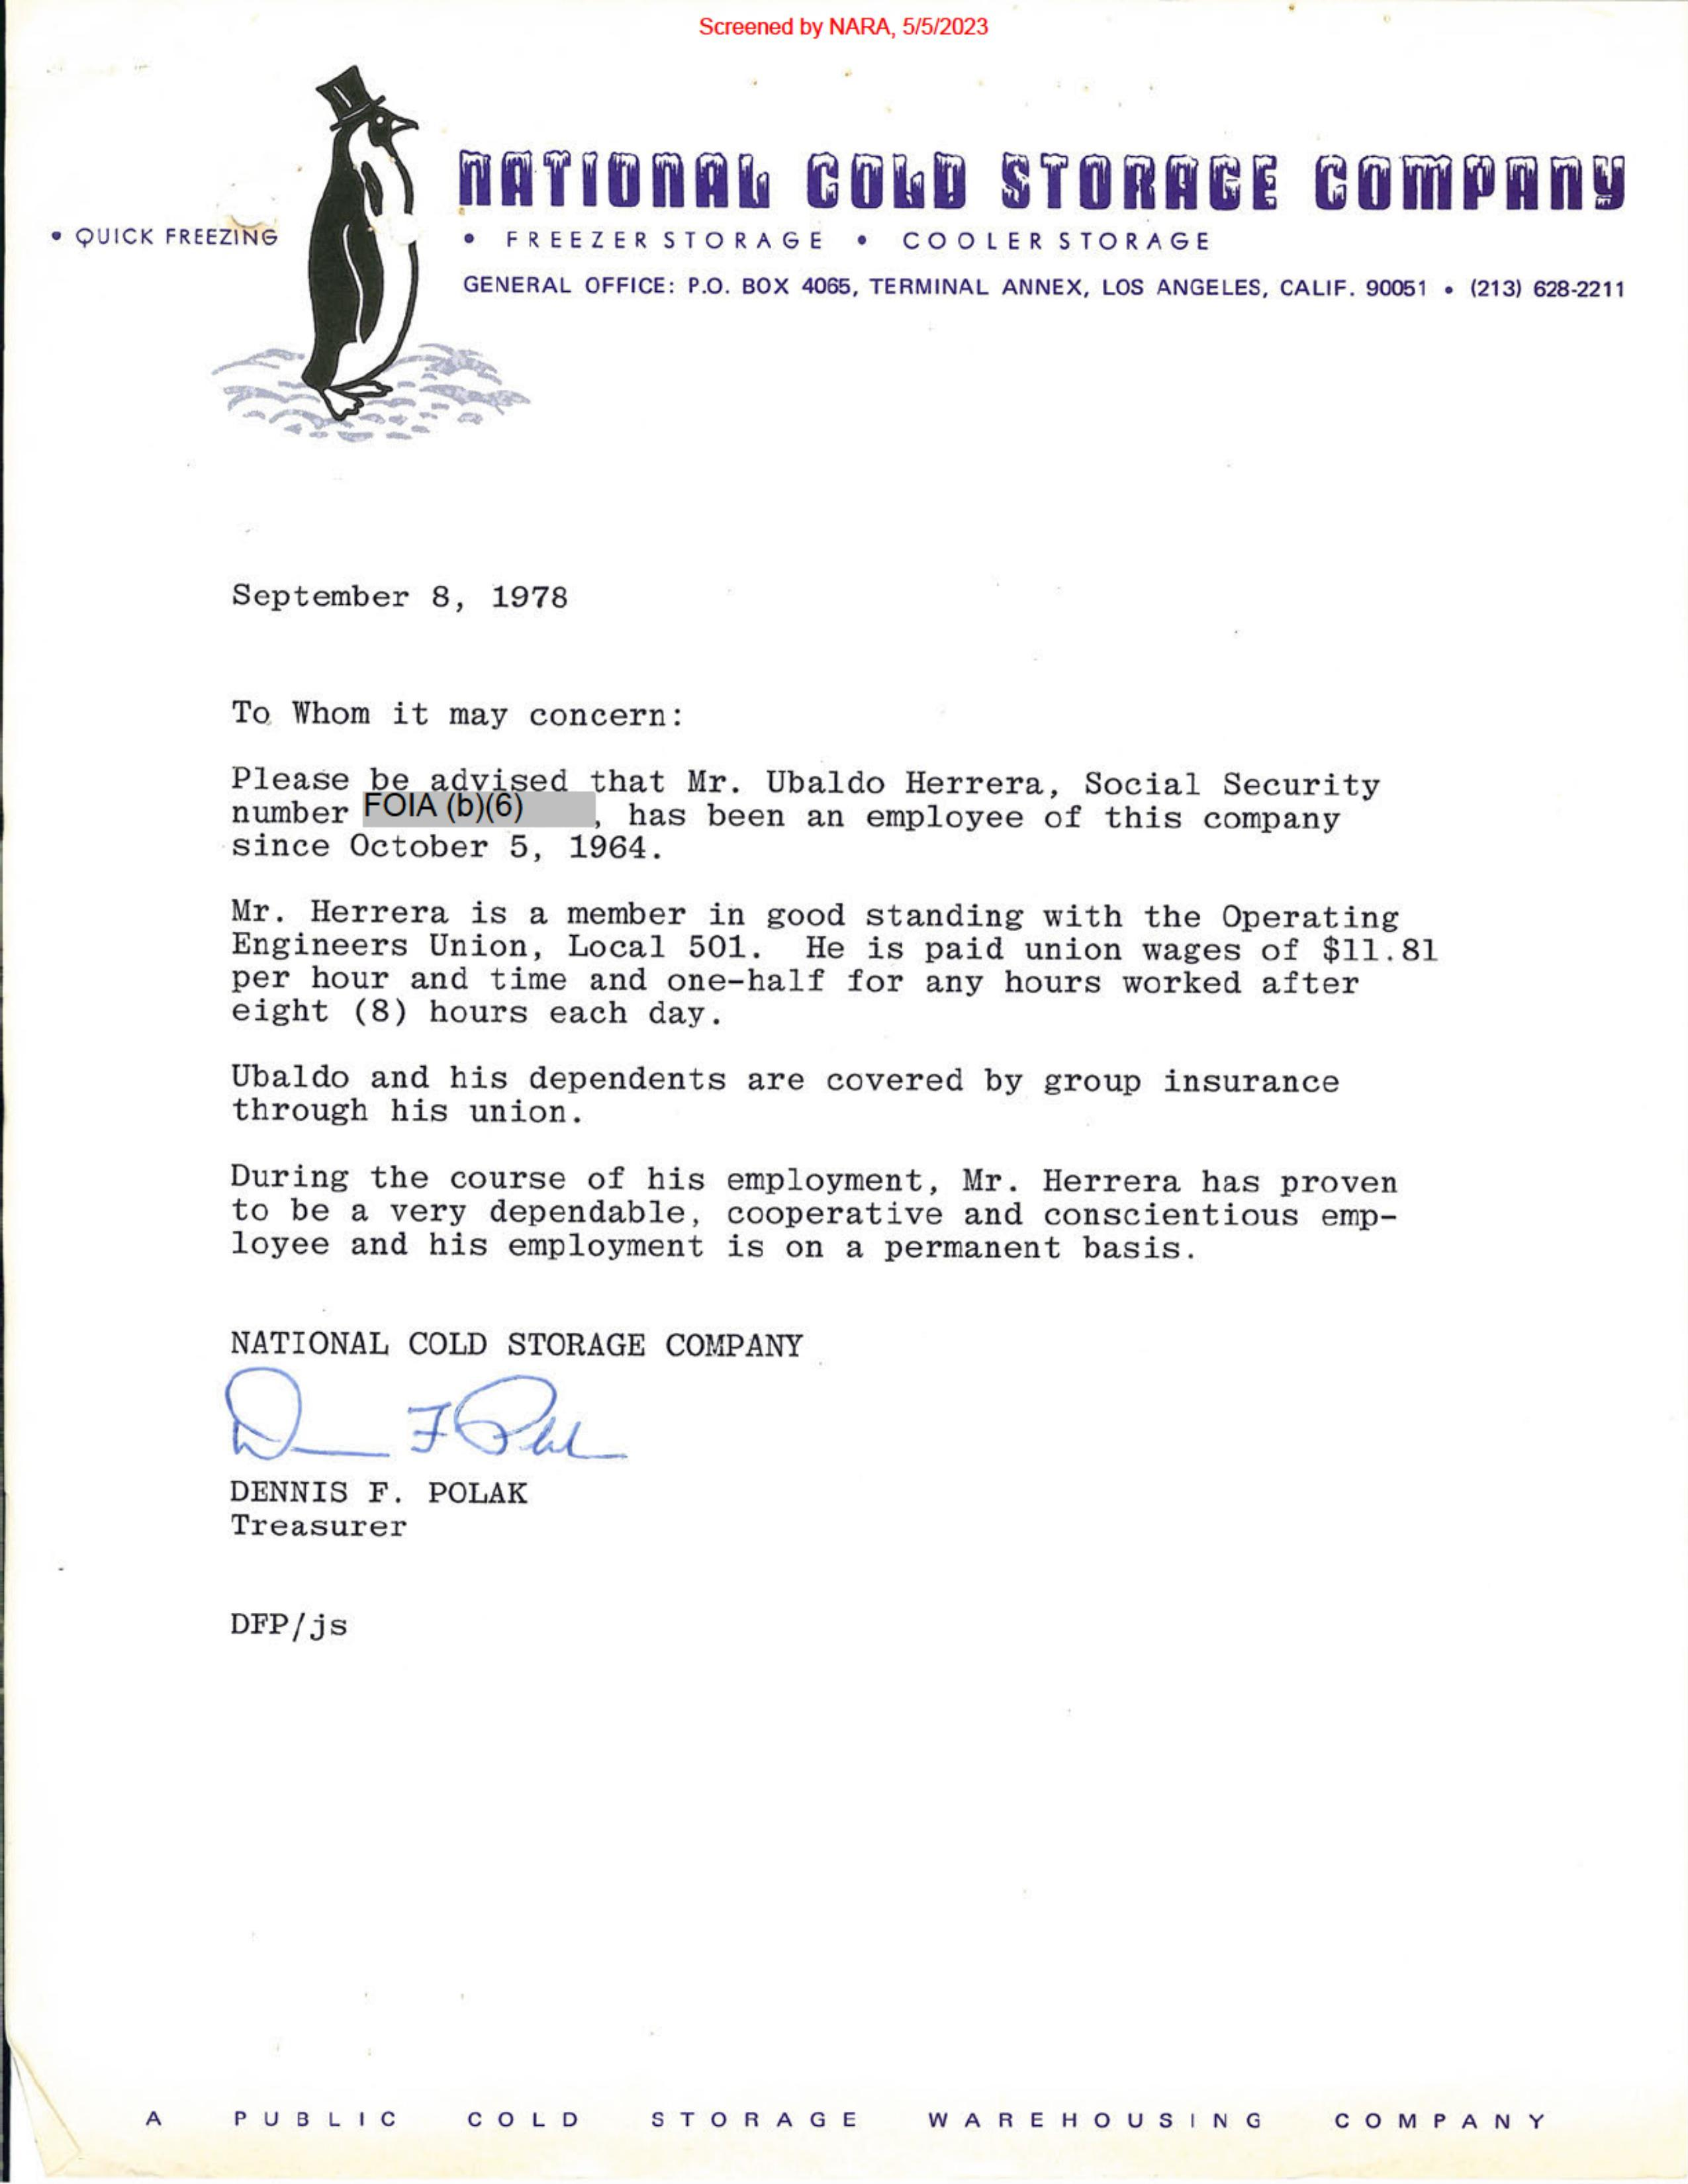 Screened by NARA, 5/5/2023
NATIONAL COLD STORAGE COMPANY
• QUICK FREEZING • FREEZER STORAGE • COOLER STORAGE
GENERAL OFFICE: P.O. BOX 4065, TERMINAL ANNEX, LOS ANGELES, CALIF. 90051 • (213) 628-2211
September 8, 1978
To Whom it may concern:
Please be advised that Mr. Ubaldo Herrera, Social Security
number FOIA (b)(6) , has been an employee of this company
since October 5, 1964.
Mr. Herrera is a member in good standing with the Operating
Engineers Union, Local 501. He is paid union wages of $11.81
per hour and time and one-half for any hours worked after
eight (8) hours each day.
Ubaldo and his dependents are covered by group insurance
through his union.
During the course of his employment, Mr. Herrera has proven
to be a very dependable, cooperative and conscientious emp-
loyee and his employment is on a permanent basis.
NATIONAL COLD STORAGE COMPANY
DENNIS F. POLAK
Treasurer
DFP/js
A PUBLIC COLD STORAGE WAREHOUSING COMPANY